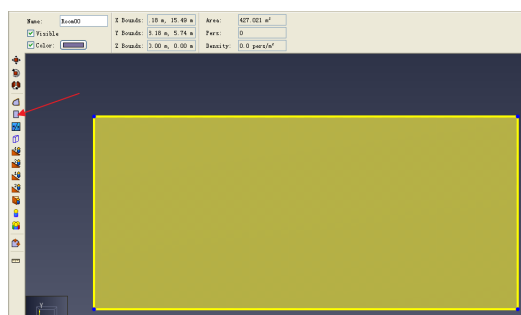 Name: Room00 X Bounds: .18 m, 15.49 m Area: 427.021 m²
Visible Y Bounds: 5.18 m, 5.74 m Pers: 0
Color: Z Bounds: 0.00 m, 0.00 m Density: 0.0 pers/m²
Y